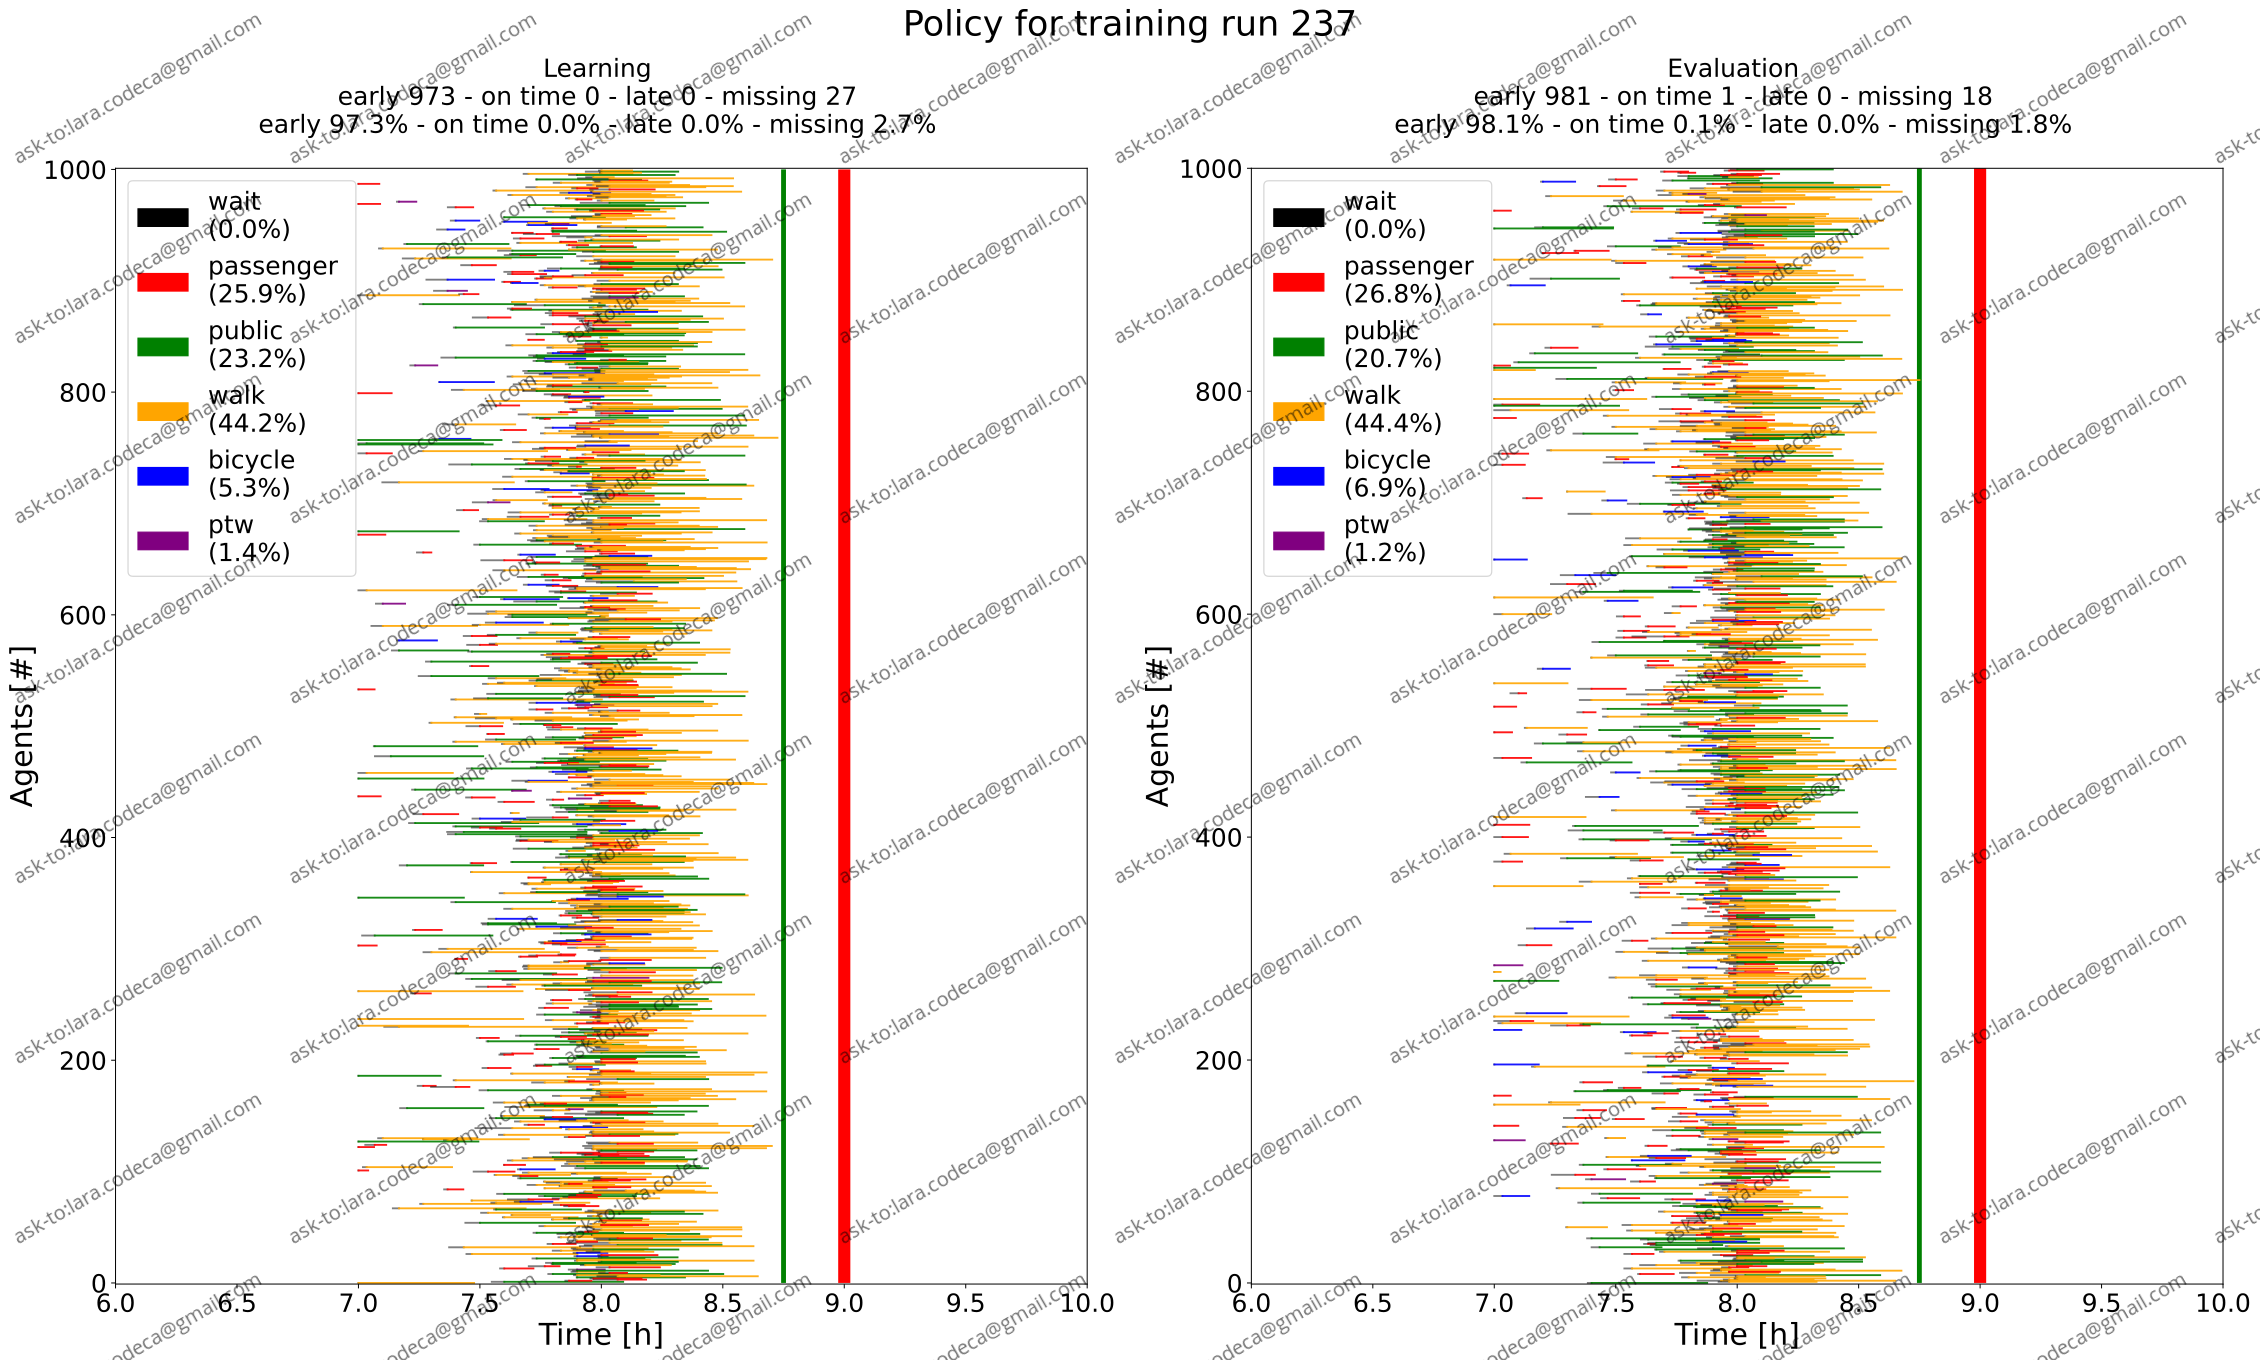 Policy for training run 237
Learning
early 973 - on time 0 - late 0 - missing 27
early 97.3% - on time 0.0% - late 0.0% - missing 2.7%
1000
800
600
400
200
0
Agents [#]
wait
(0.0%)
passenger
(25.9%)
public
(23.2%)
walk
(44.2%)
bicycle
(5.3%)
ptw
(1.4%)
6.0 6.5 7.0 7.5 8.0 8.5 9.0 9.5 10.0
Time [h]
Evaluation
early 981 - on time 1 - late 0 - missing 18
early 98.1% - on time 0.1% - late 0.0% - missing 1.8%
1000
800
600
400
200
0
Agents [#]
wait
(0.0%)
passenger
(26.8%)
public
(20.7%)
walk
(44.4%)
bicycle
(6.9%)
ptw
(1.2%)
6.0 6.5 7.0 7.5 8.0 8.5 9.0 9.5 10.0
Time [h]
ask-to:lara.codeca@gmail.com